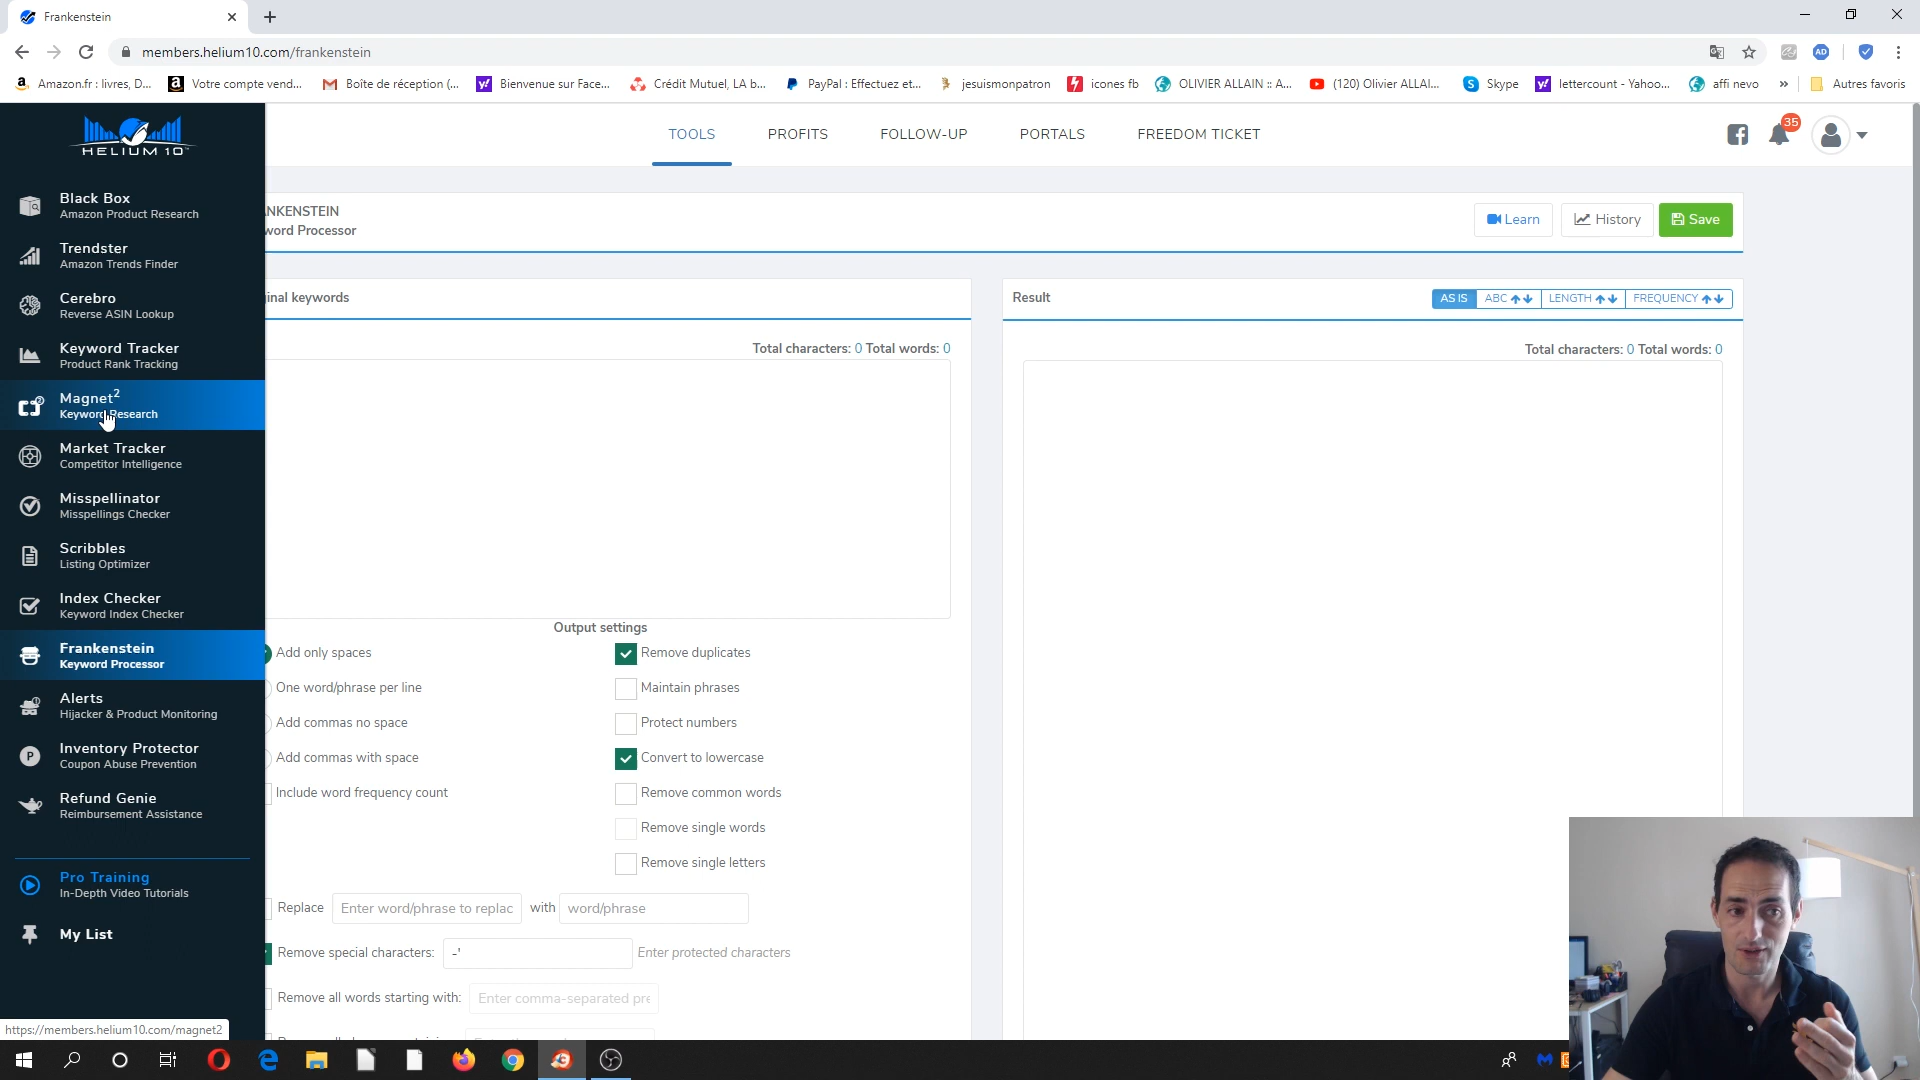 Frankenstein
members.helium10.com/frankenstein
Amazon.fr : livres, D...
Votre compte vend...
Boîte de réception (...
Bienvenue sur Face...
Crédit Mutuel, LA b...
PayPal : Effectuez et...
jesuismonpatron
icones fb
OLIVIER ALLAIN :: A...
(120) Olivier ALLAI...
Skype
lettercount - Yahoo...
affi nevo
»
Autres favoris
HELIUM 10
TOOLS
PROFITS
FOLLOW-UP
PORTALS
FREEDOM TICKET
35
Black Box
Amazon Product Research
Trendster
Amazon Trends Finder
Cerebro
Reverse ASIN Lookup
Keyword Tracker
Product Rank Tracking
Magnet²
Keyword Research
Market Tracker
Competitor Intelligence
Misspellinator
Misspellings Checker
Scribbles
Listing Optimizer
Index Checker
Keyword Index Checker
Frankenstein
Keyword Processor
Alerts
Hijacker & Product Monitoring
Inventory Protector
Coupon Abuse Prevention
Refund Genie
Reimbursement Assistance
Pro Training
In-Depth Video Tutorials
My List
https://members.helium10.com/magnet2
NKENSTEIN
word Processor
Learn
History
Save
inal keywords
Total characters: 0 Total words: 0
Output settings
Add only spaces
One word/phrase per line
Add commas no space
Add commas with space
Include word frequency count
Remove duplicates
Maintain phrases
Protect numbers
Convert to lowercase
Remove common words
Remove single words
Remove single letters
Replace
Enter word/phrase to replac
with
word/phrase
Remove special characters:
-'
Enter protected characters
Remove all words starting with:
Enter comma-separated pre
Result
AS IS
ABC
LENGTH
FREQUENCY
Total characters: 0 Total words: 0